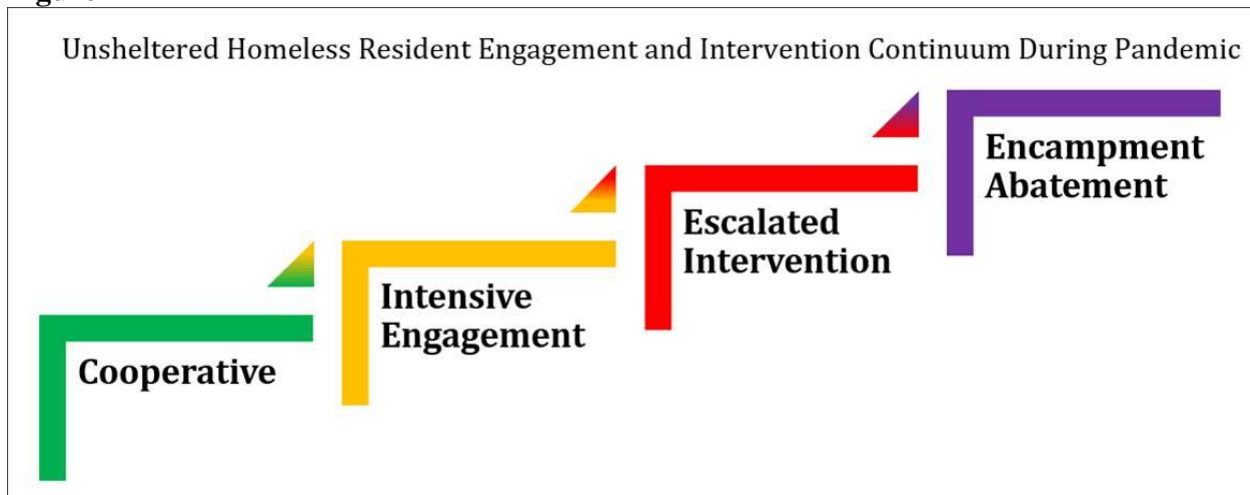 Unsheltered Homeless Resident Engagement and Intervention Continuum During Pandemic
Encampment
Abatement
Escalated
Intervention
Intensive
Engagement
Cooperative